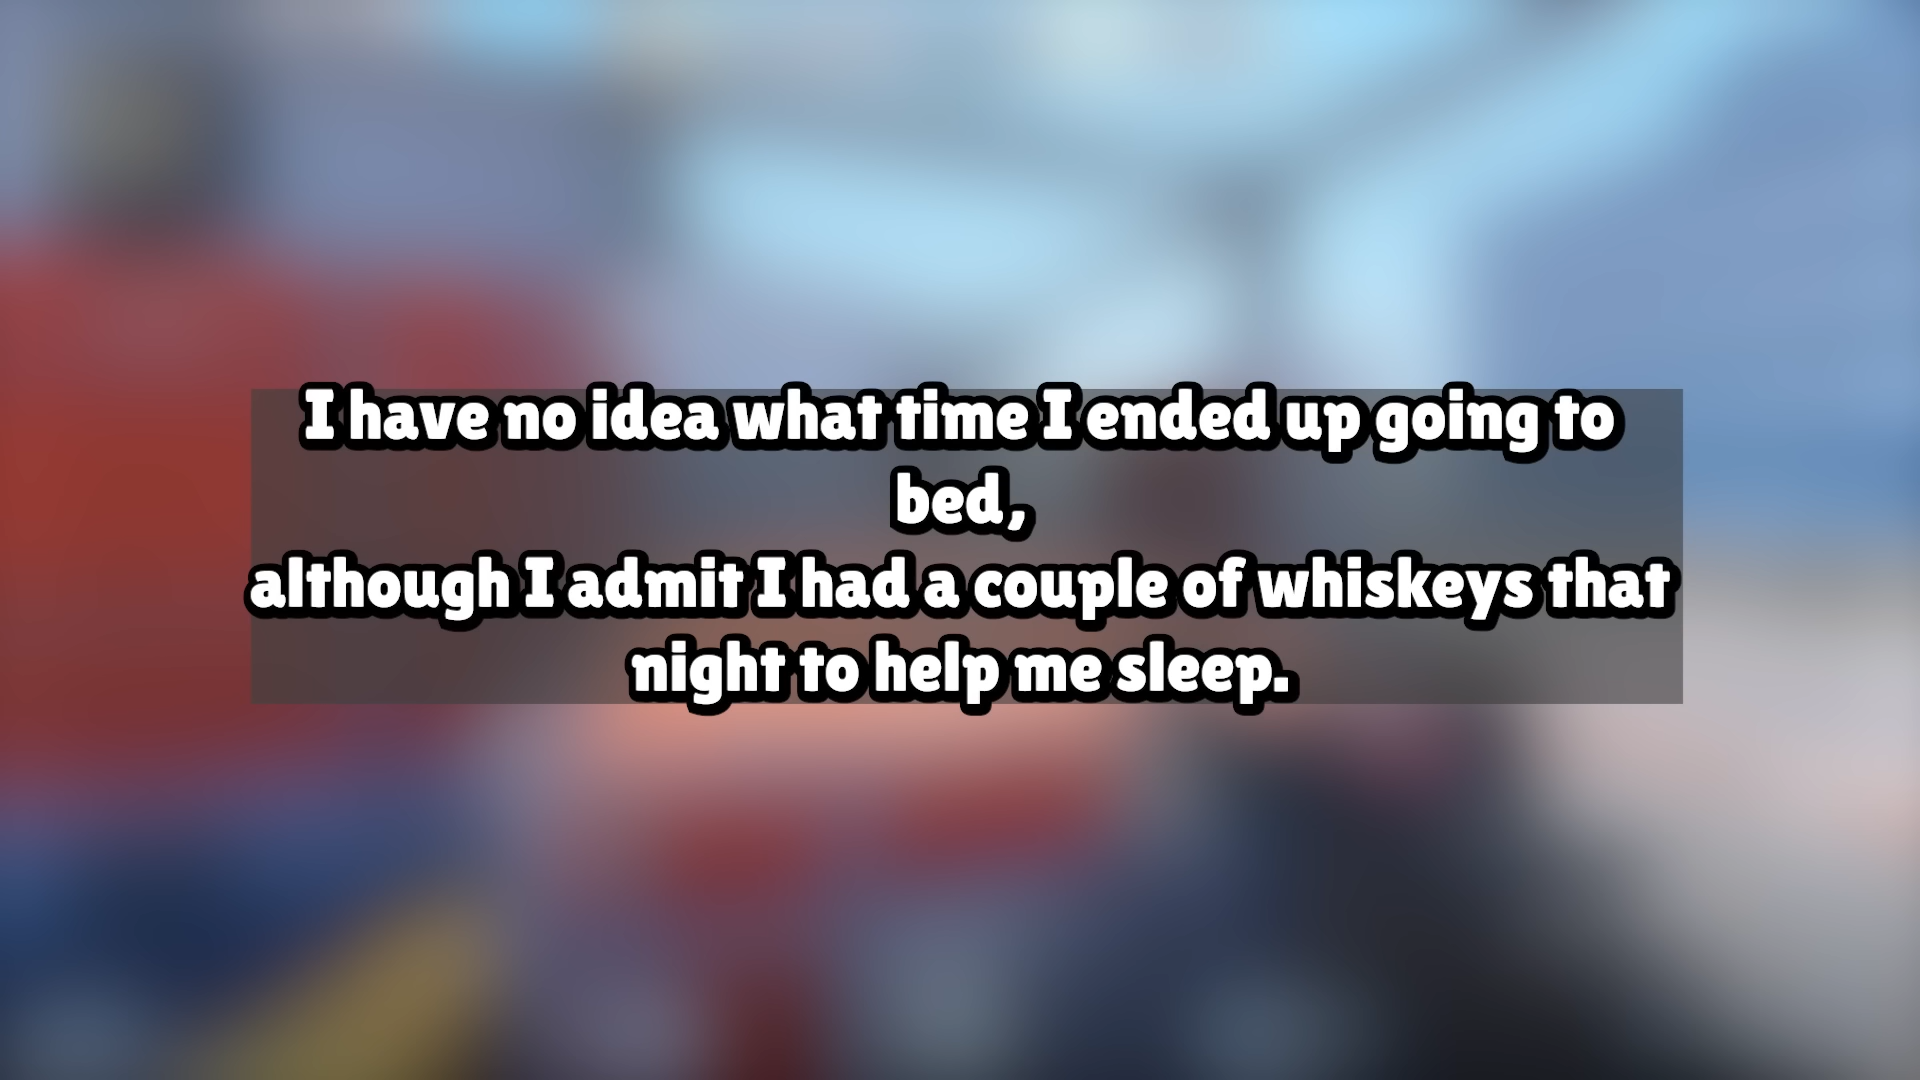 I have no idea what time I ended up going to
bed,
although I admit I had a couple of whiskeys that
night to help me sleep.